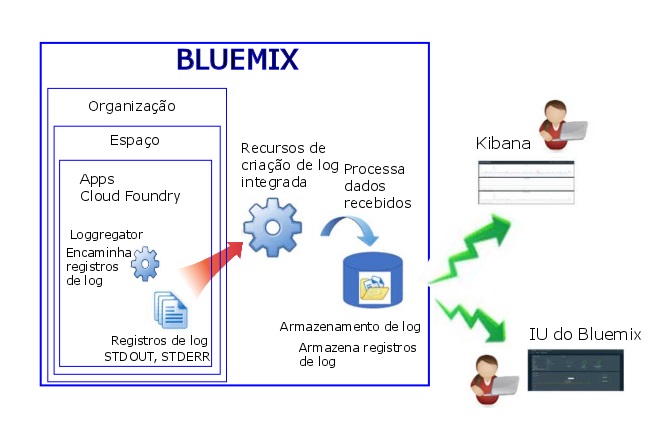 BLUEMIX
Organização
Espaço
Apps
Cloud Foundry
Loggregator
Encaminha
registros
de log
Registros de log
STDOUT, STDERR
Recursos de
criação de log
integrada
Processa
dados
recebidos
Armazenamento de log
Armazena registros
de log
Kibana
IU do Bluemix